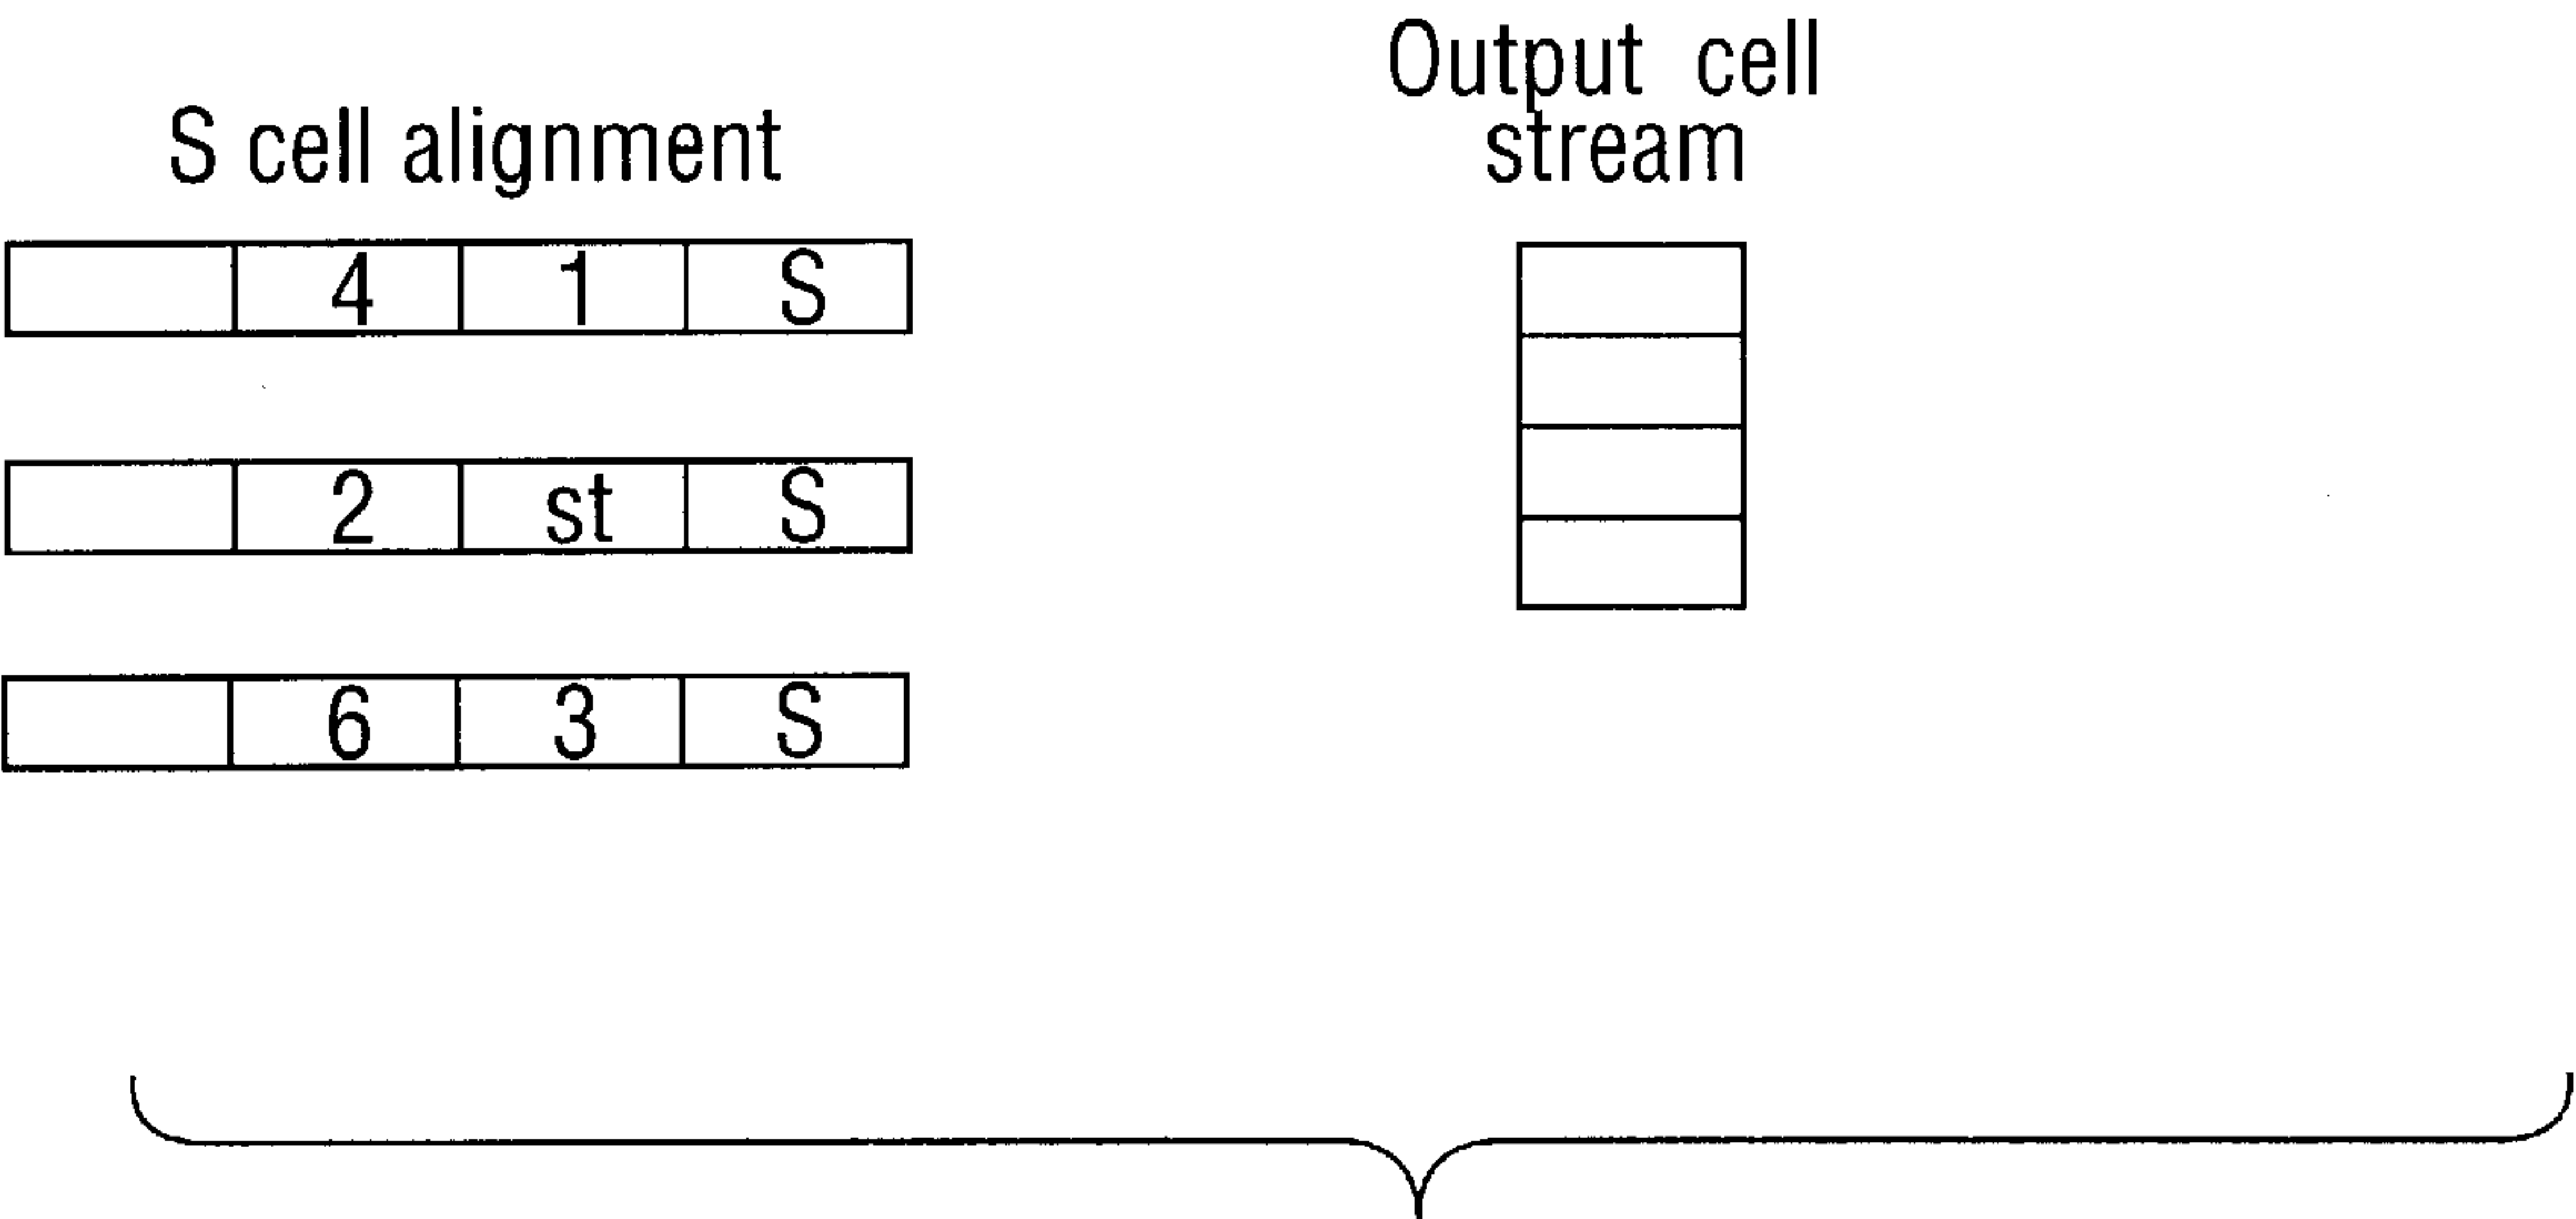 Output cell
stream
S cell alignment
4 1 S
2 st S
6 3 S